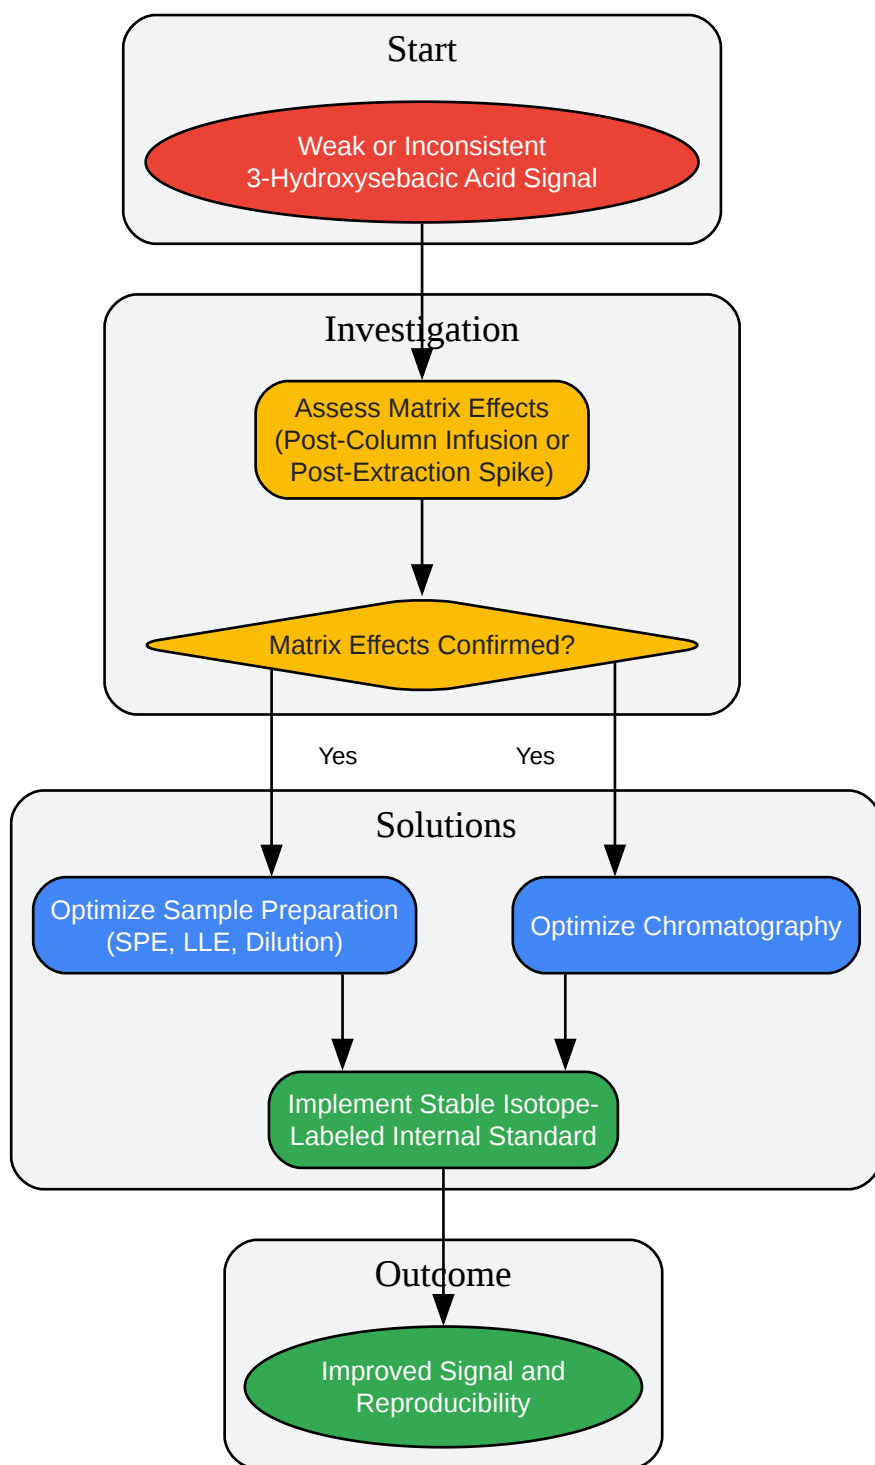 Start
Weak or Inconsistent
3-Hydroxysebacic Acid Signal
Investigation
Assess Matrix Effects
(Post-Column Infusion or
Post-Extraction Spike)
Matrix Effects Confirmed?
Yes
Yes
Solutions
Optimize Sample Preparation
(SPE, LLE, Dilution)
Optimize Chromatography
Implement Stable Isotope-
Labeled Internal Standard
Outcome
Improved Signal and
Reproducibility